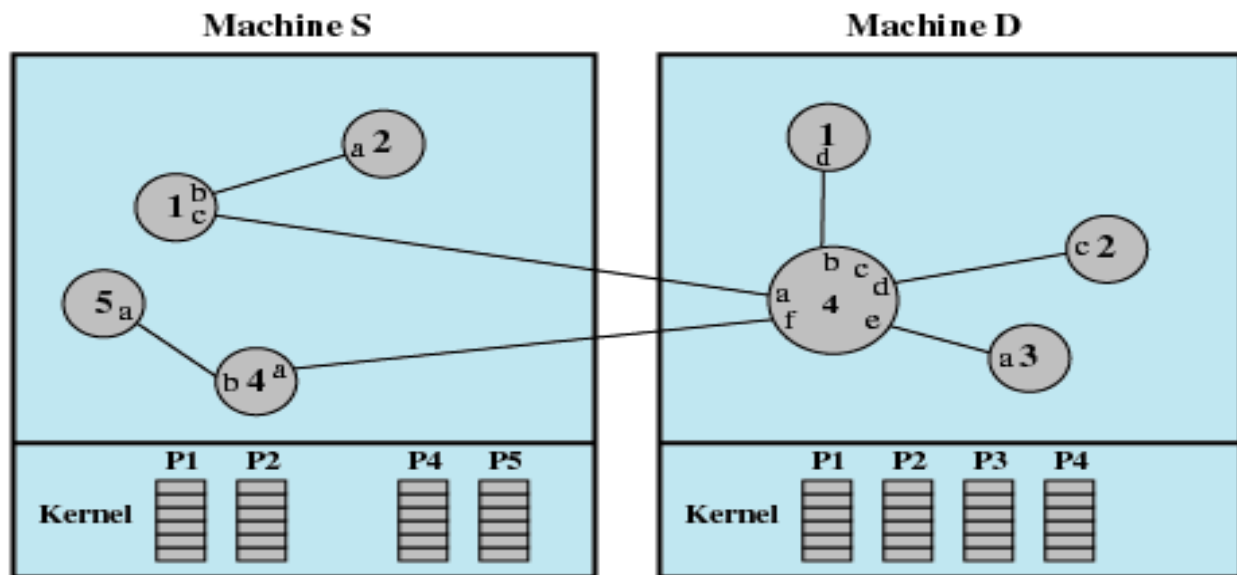 Machine S
Machine D
a 2
1 b
c
5 a
b 4 a
1
d
b c
a d
4
f e
c 2
a 3
P1 P2 P4 P5
Kernel
P1 P2 P3 P4
Kernel